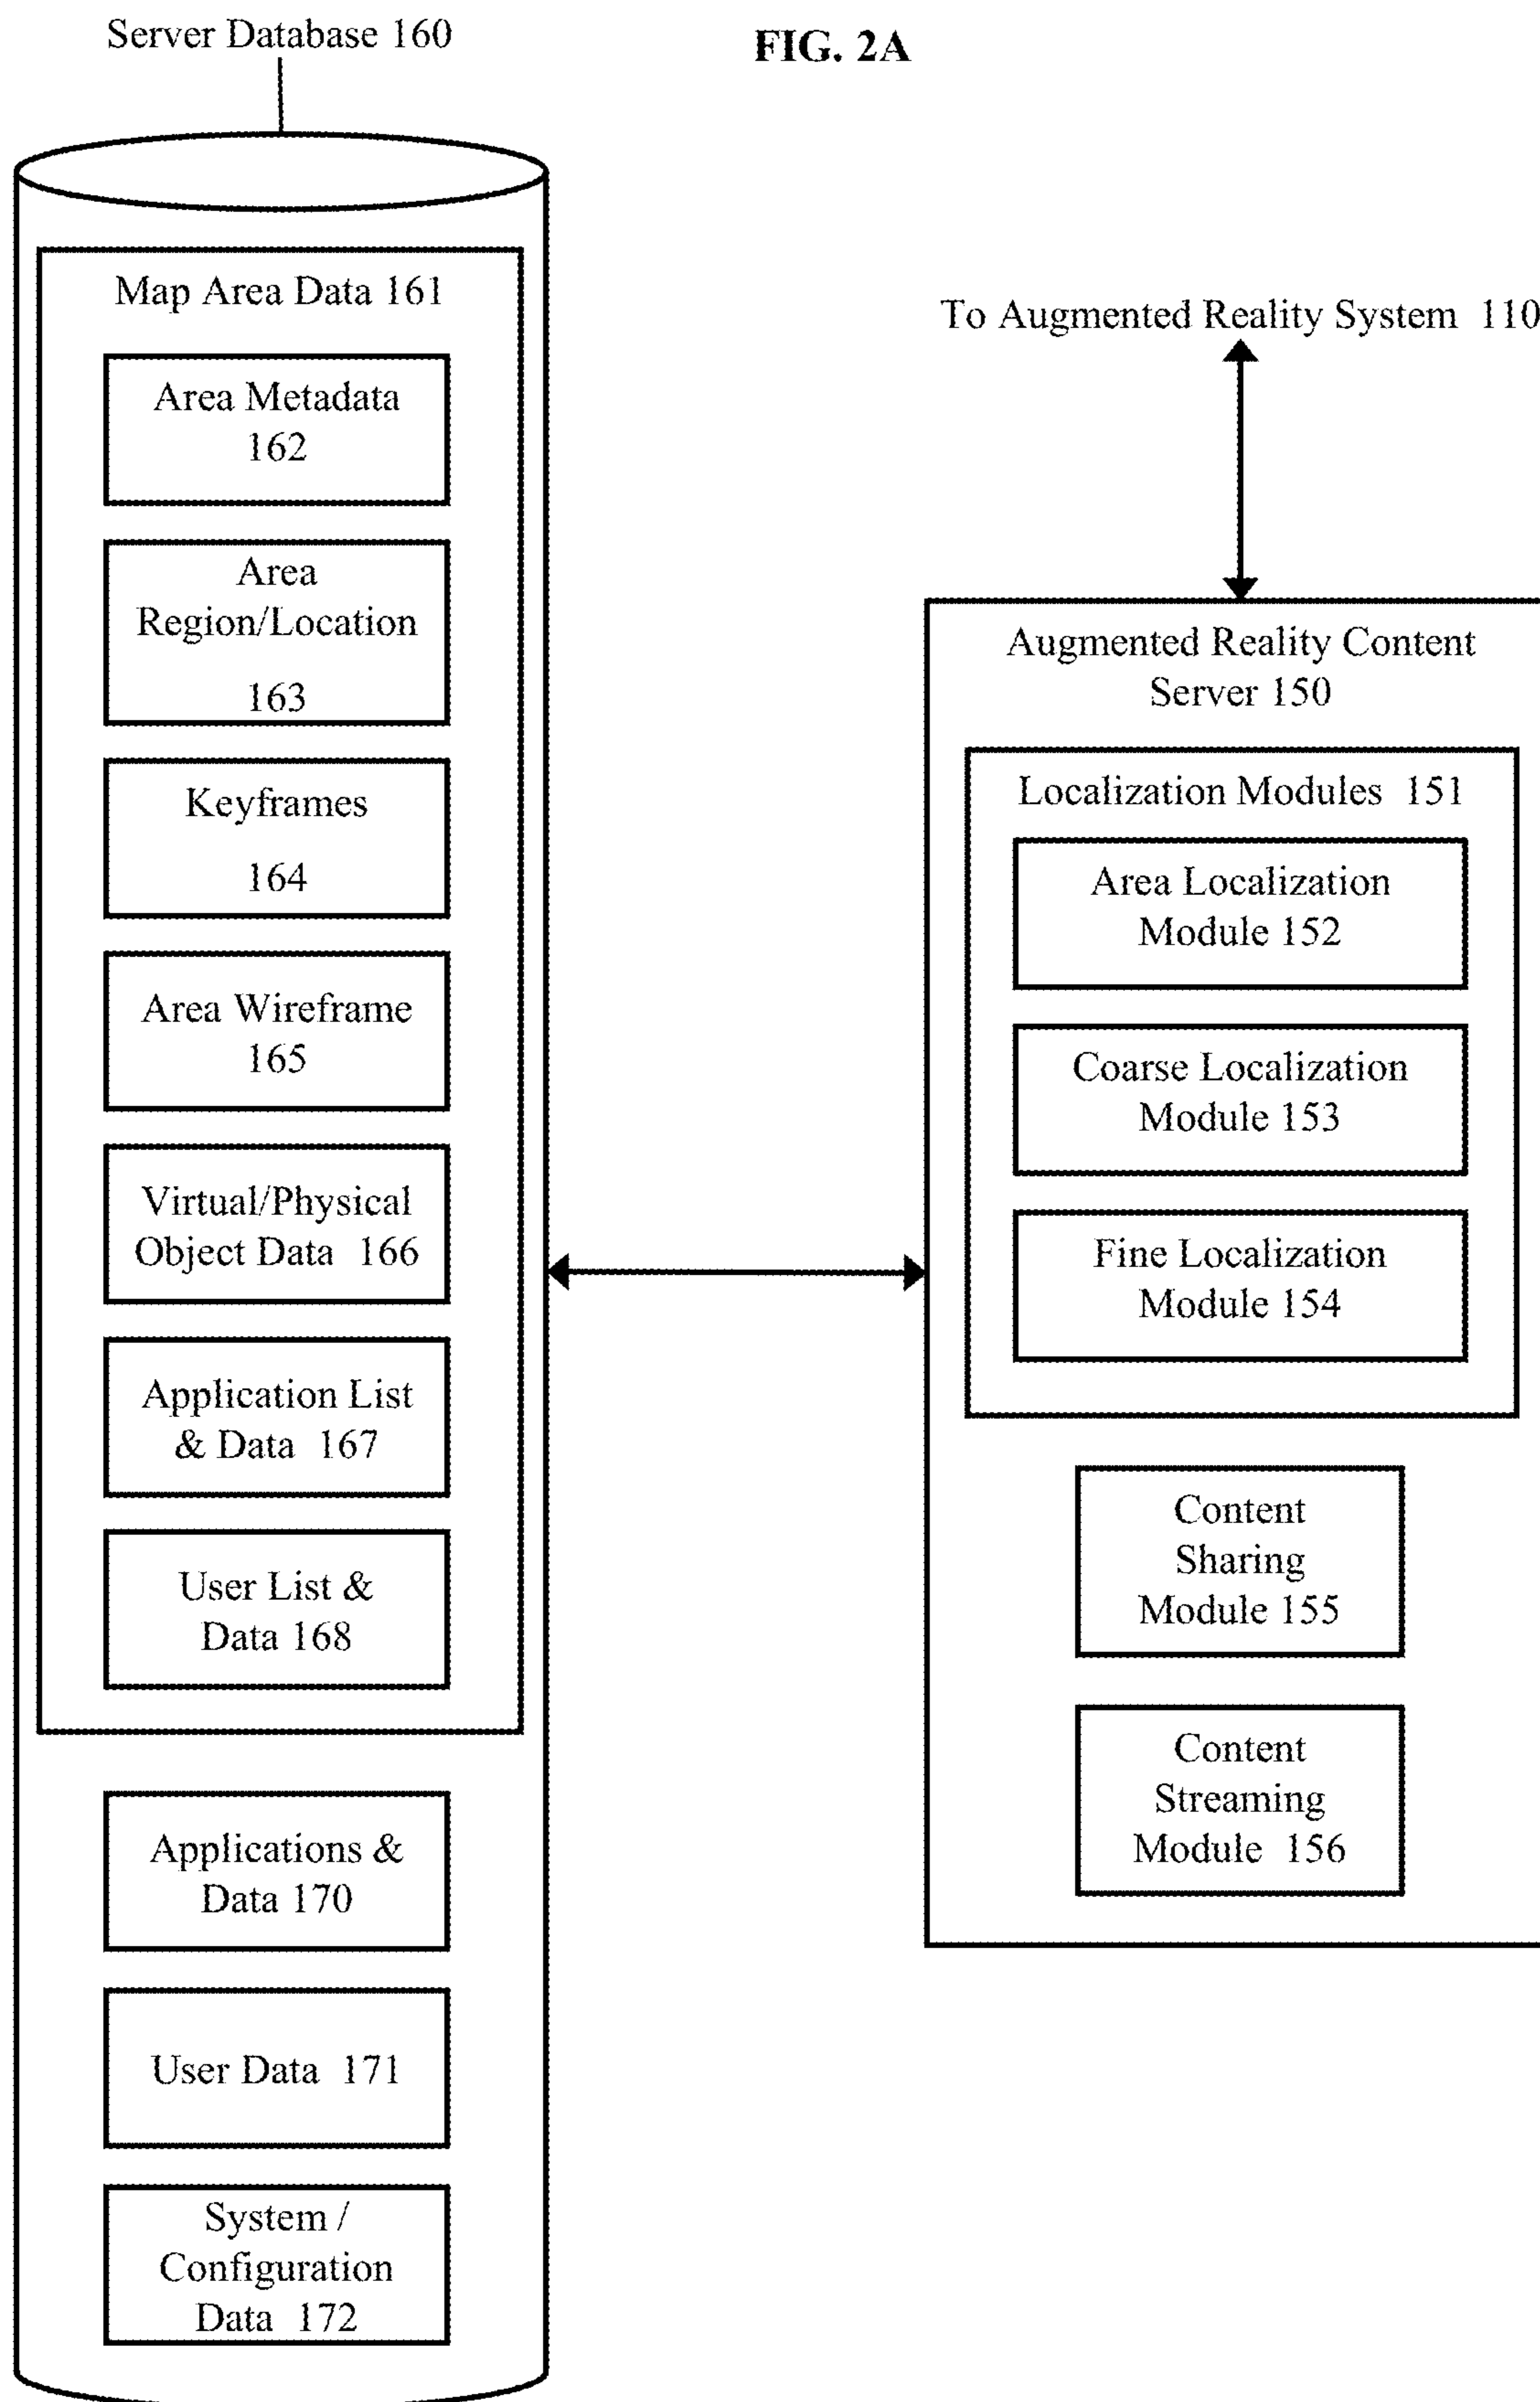 Server Database 160
FIG. 2A
Map Area Data 161
Area Metadata
162
Area
Region/Location
163
Keyframes
164
Area Wireframe
165
Virtual/Physical
Object Data 166
Application List
& Data 167
User List &
Data 168
Applications &
Data 170
User Data 171
System /
Configuration
Data 172
To Augmented Reality System 110
Augmented Reality Content
Server 150
Localization Modules 151
Area Localization
Module 152
Coarse Localization
Module 153
Fine Localization
Module 154
Content
Sharing
Module 155
Content
Streaming
Module 156